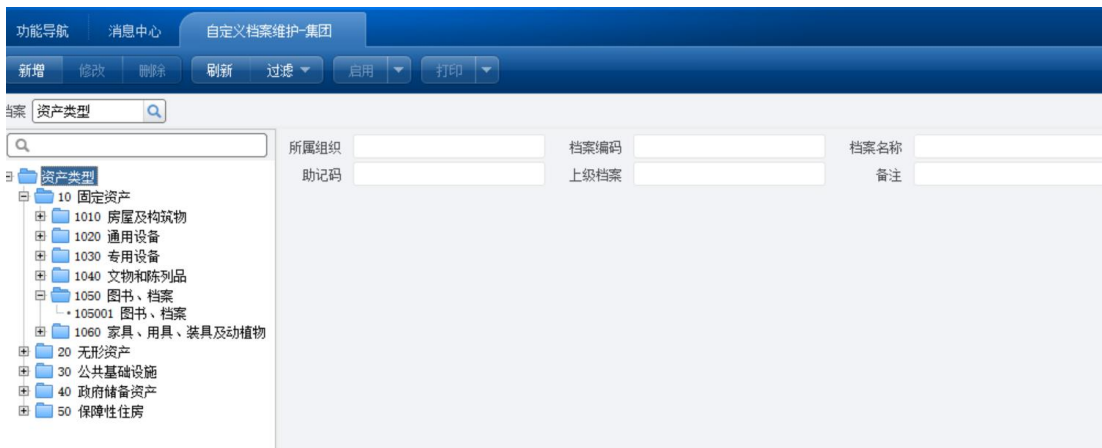 功能导航 消息中心 自定义档案维护-集团
新增 修改 删除 刷新 过滤 启用 打印
档案 资产类型
所属组织 档案编码 档案名称
助记码 上级档案 备注
资产类型
10 固定资产
1010 房屋及构筑物
1020 通用设备
1030 专用设备
1040 文物和陈列品
1050 图书、档案
105001 图书、档案
1060 家具、用具、装具及动植物
20 无形资产
30 公共基础设施
40 政府储备资产
50 保障性住房